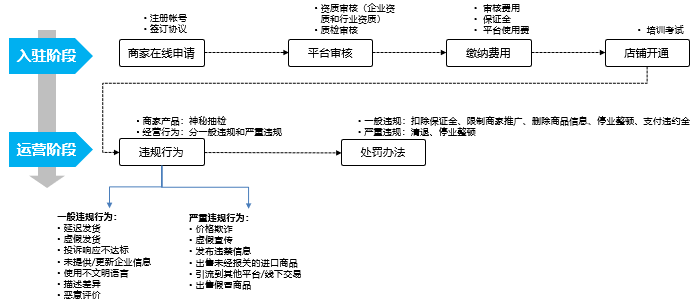 • 注册帐号
• 签订协议
• 资质审核（企业资
质和行业资质）
• 质检审核
• 审核费用
• 保证金
• 平台使用费
• 培训考试
入驻阶段
商家在线申请
平台审核
缴纳费用
店铺开通
• 商家产品：神秘抽检
• 经营行为：分一般违规和严重违规
• 一般违规：扣除保证金、限制商家推广、删除商品信息、停业整顿、支付违约金
• 严重违规：清退、停业整顿
运营阶段
违规行为
处罚办法
一般违规行为：
• 延迟发货
• 虚假发货
• 投诉响应不达标
• 未提供/更新企业信息
• 使用不文明语言
• 描述差异
• 恶意评价
严重违规行为：
• 价格欺诈
• 虚假宣传
• 发布违禁信息
• 出售未经报关的进口商品
• 引流到其他平台/线下交易
• 出售假冒商品